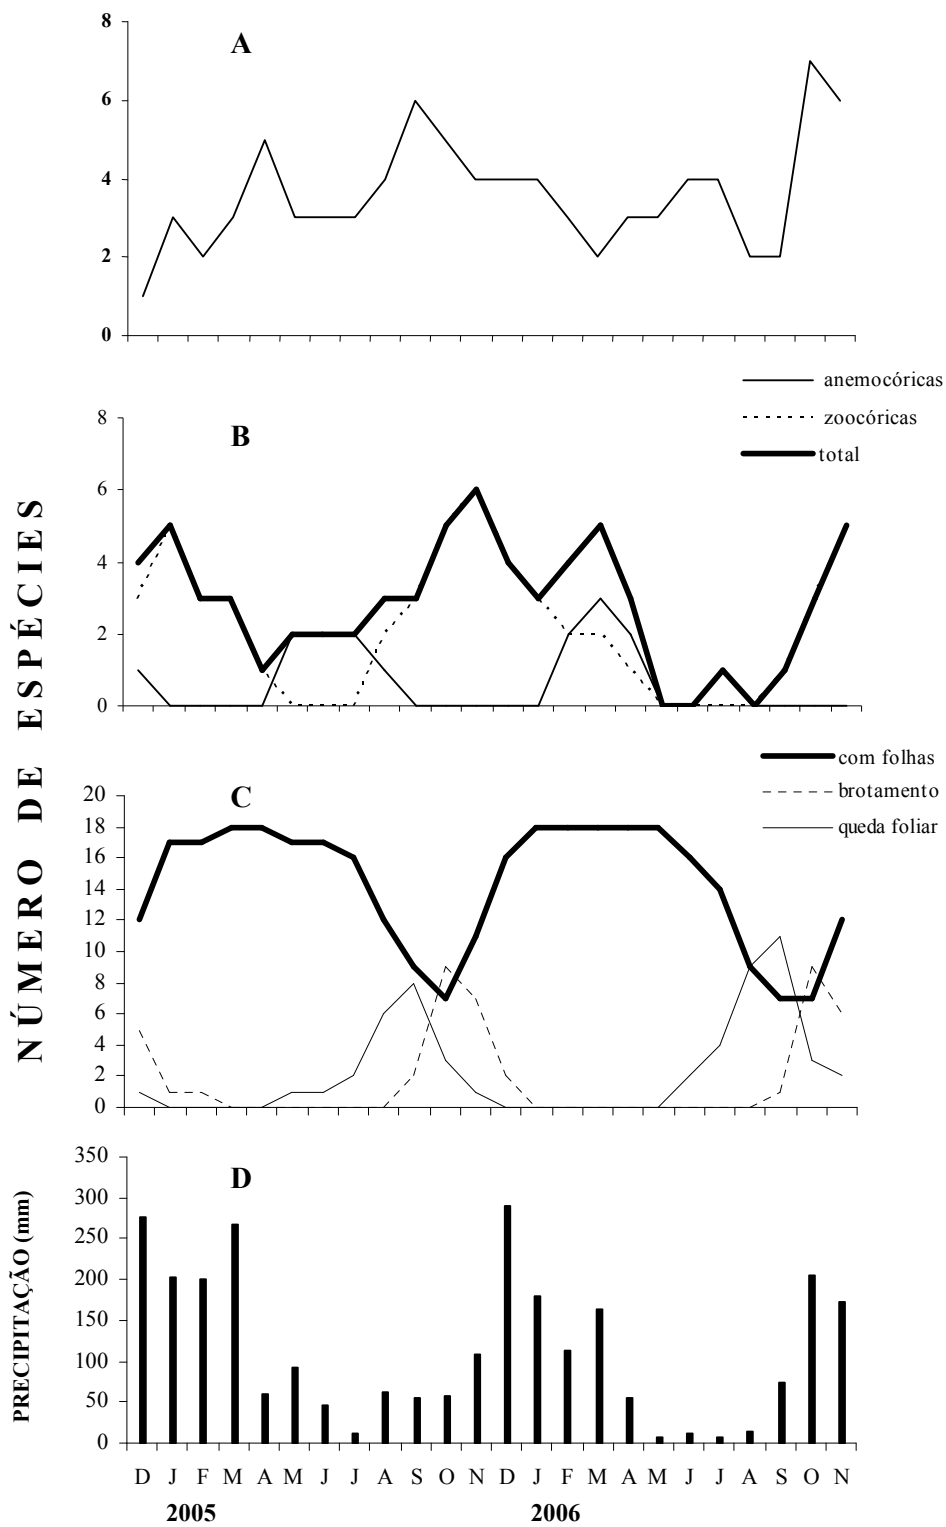 8
A
6
4
2
0
anemocóricas
zoocóricas
total
8
B
6
4
2
0
NÚMERO DE ESPÉCIES
com folhas
brotamento
queda foliar
20
C
18
16
14
12
10
8
6
4
2
0
350
D
300
250
200
150
100
50
0
PRECIPITAÇÃO (mm)
D J F M A M J J A S O N D J F M A M J J A S O N
2005 2006